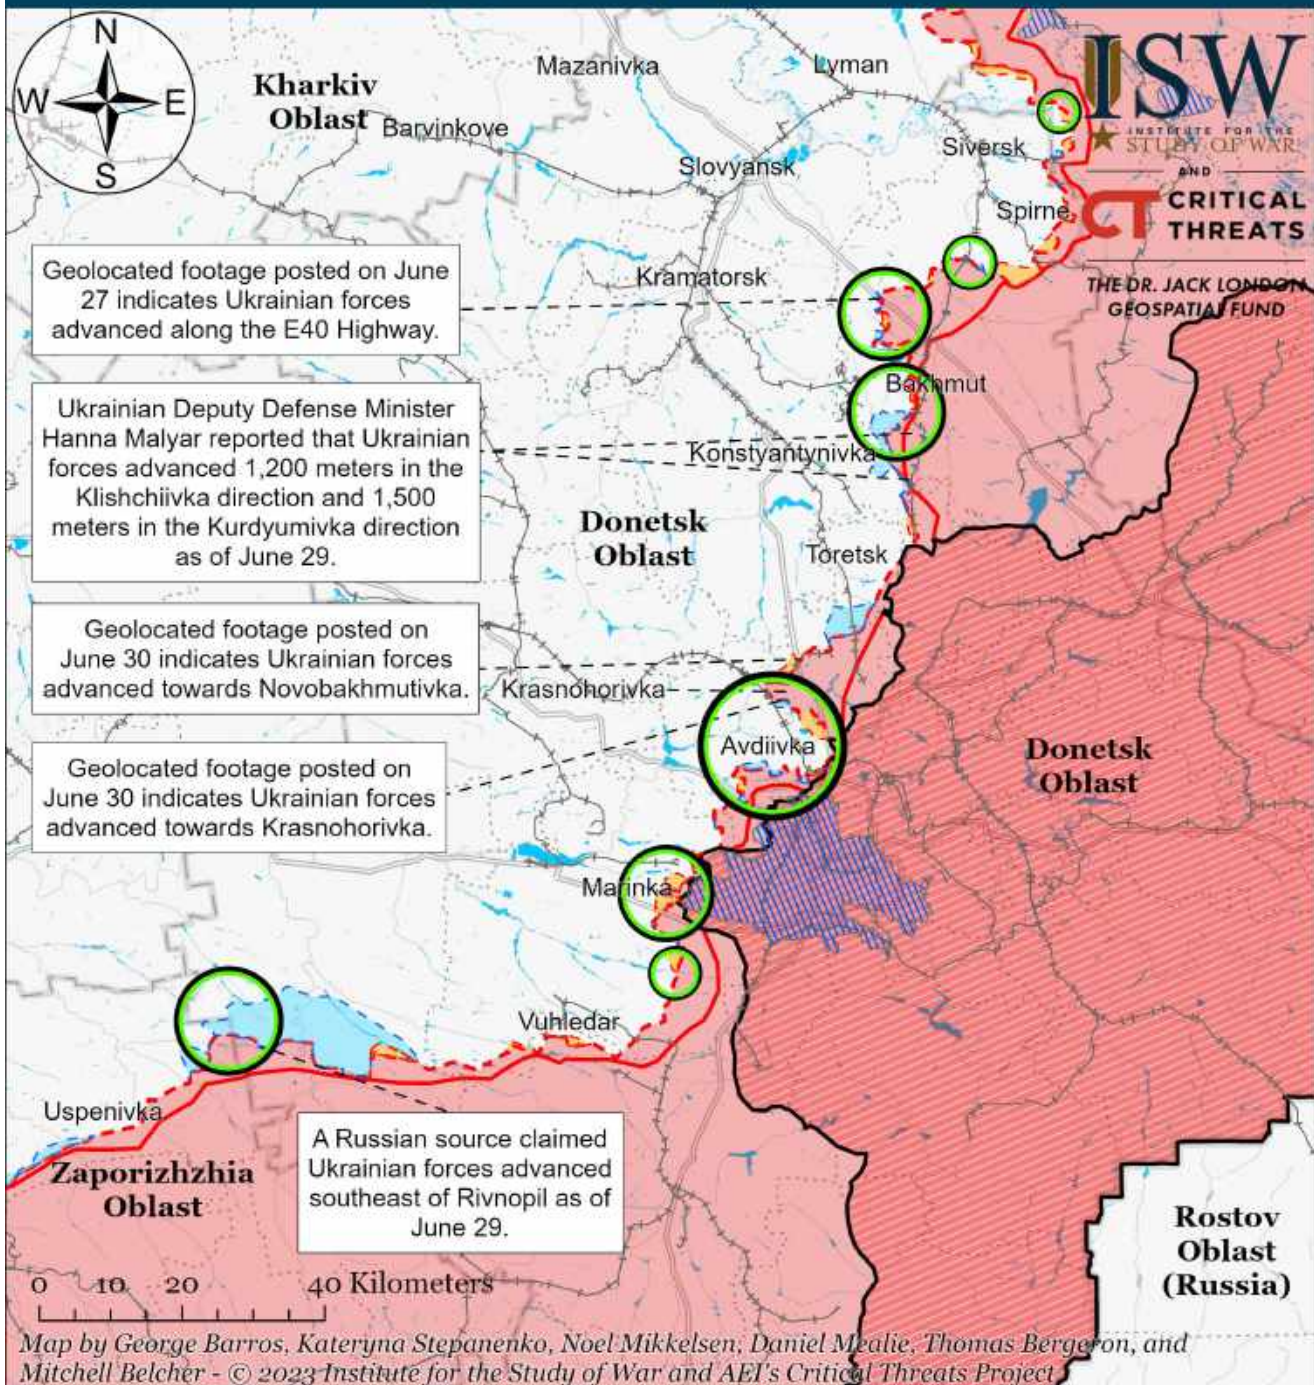 N
W
E
S
Kharkiv
Oblast
Mazanivka
Lyman
Barvinkove
Slovyansk
Siversk
Spirne
ISW
INSTITUTE FOR THE
STUDY OF WAR
AND
CT CRITICAL
THREATS
THE DR. JACK LONDON
GEOSPATIAL FUND
Geolocated footage posted on June
27 indicates Ukrainian forces
advanced along the E40 Highway.
Kramatorsk
Bakhmut
Ukrainian Deputy Defense Minister
Hanna Malyar reported that Ukrainian
forces advanced 1,200 meters in the
Klishchiivka direction and 1,500
meters in the Kurdyumivka direction
as of June 29.
Konstyantynivka
Donetsk
Oblast
Toretsk
Geolocated footage posted on
June 30 indicates Ukrainian forces
advanced towards Novobakhmutivka.
Krasnohorivka
Avdiivka
Donetsk
Oblast
Geolocated footage posted on
June 30 indicates Ukrainian forces
advanced towards Krasnohorivka.
Marinka
Vuhledar
Uspenivka
Zaporizhzhia
Oblast
A Russian source claimed
Ukrainian forces advanced
southeast of Rivnopil as of
June 29.
Rostov
Oblast
(Russia)
0 10 20 40 Kilometers
Map by George Barros, Kateryna Stepanenko, Noel Mikkelsen, Daniel Mealie, Thomas Bergeron, and
Mitchell Belcher - © 2023 Institute for the Study of War and AEI's Critical Threats Project